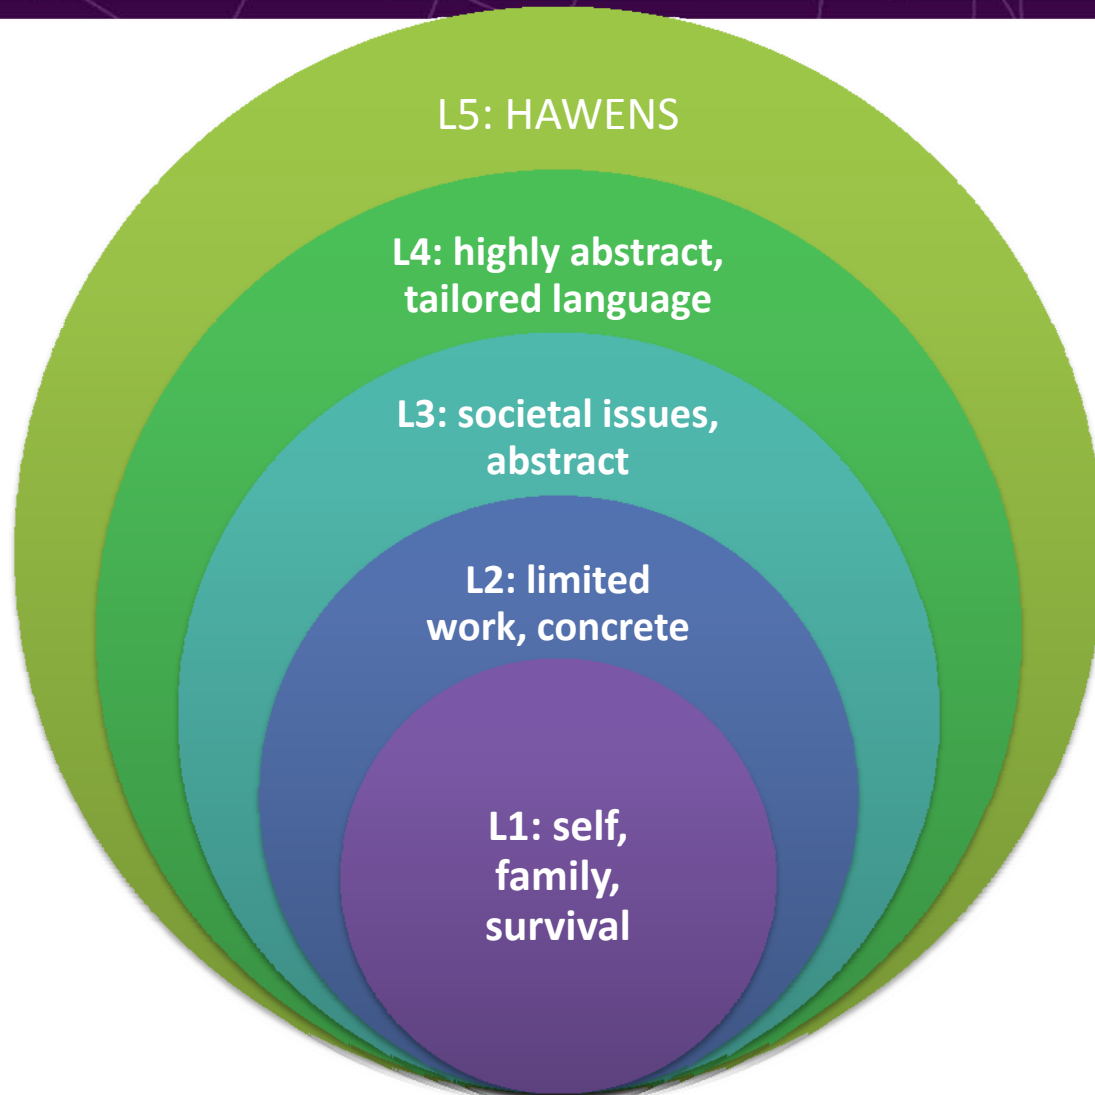 L5: HAWENS
L4: highly abstract,
tailored language
L3: societal issues,
abstract
L2: limited
work, concrete
L1: self,
family,
survival